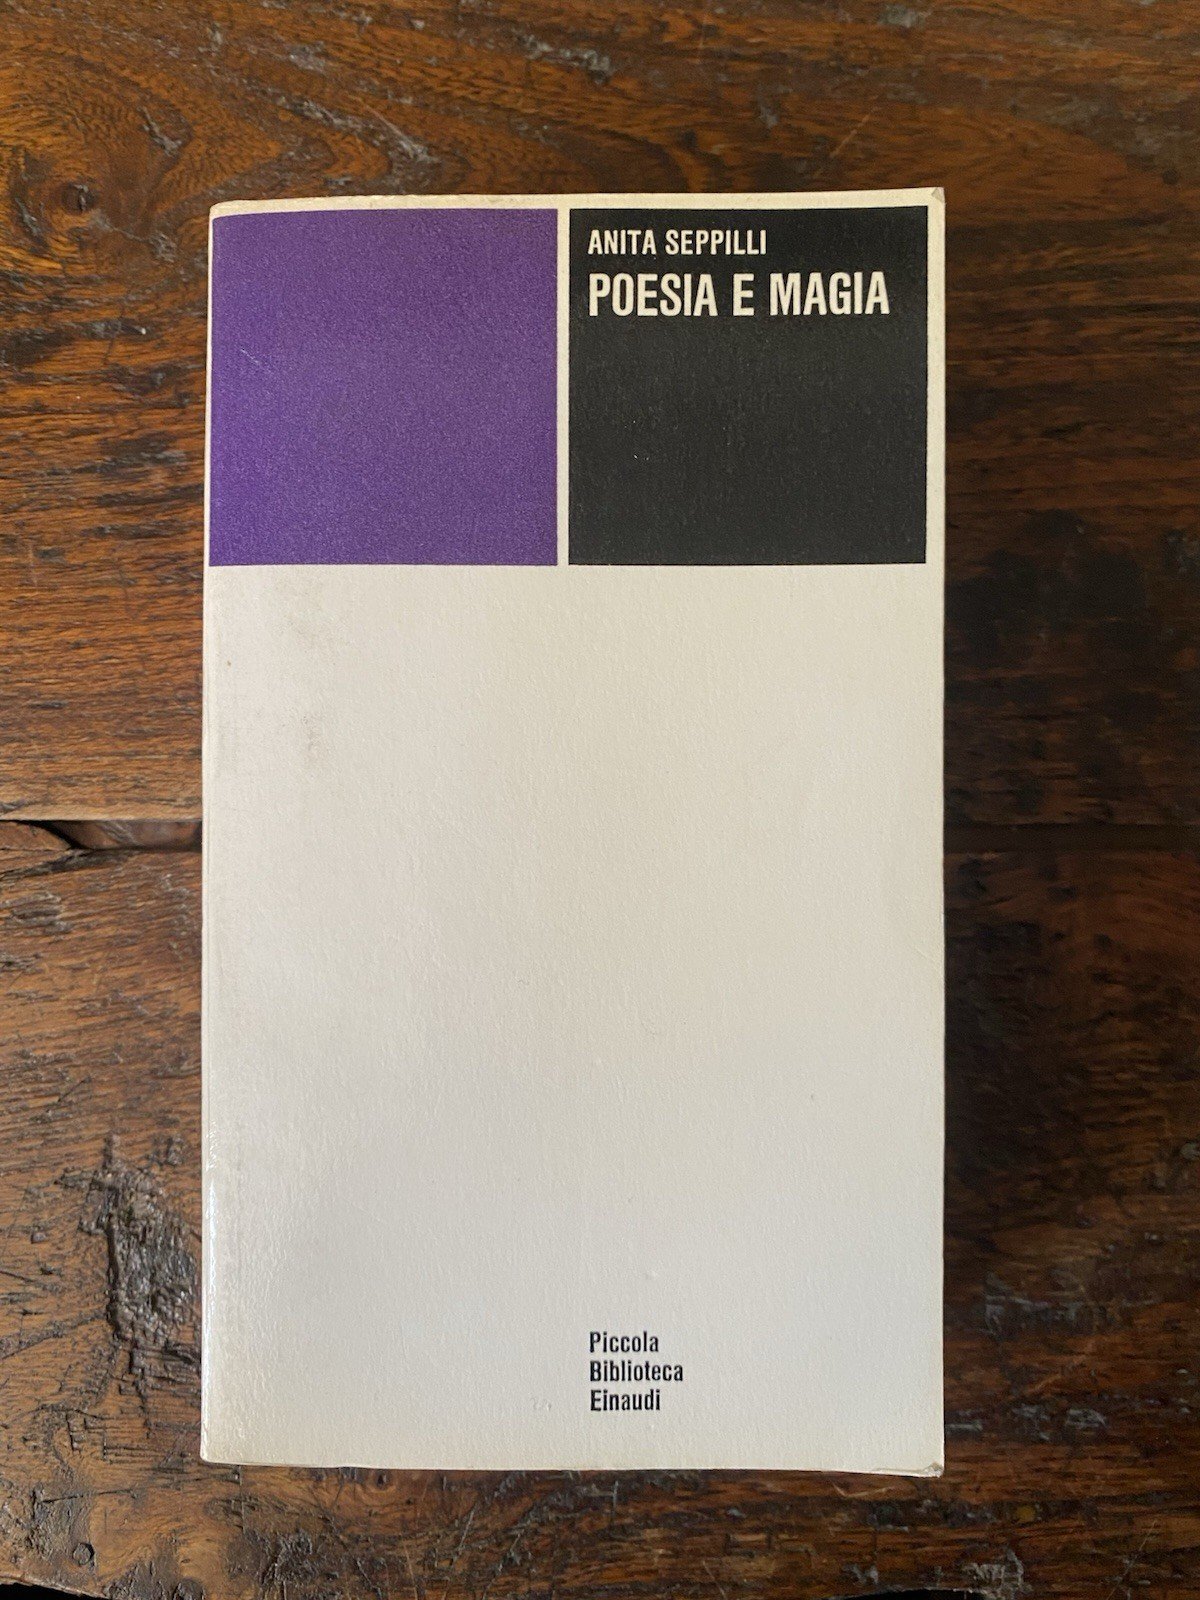 ANITA SEPPILLI
POESIA E MAGIA
Piccola
Biblioteca
Einaudi